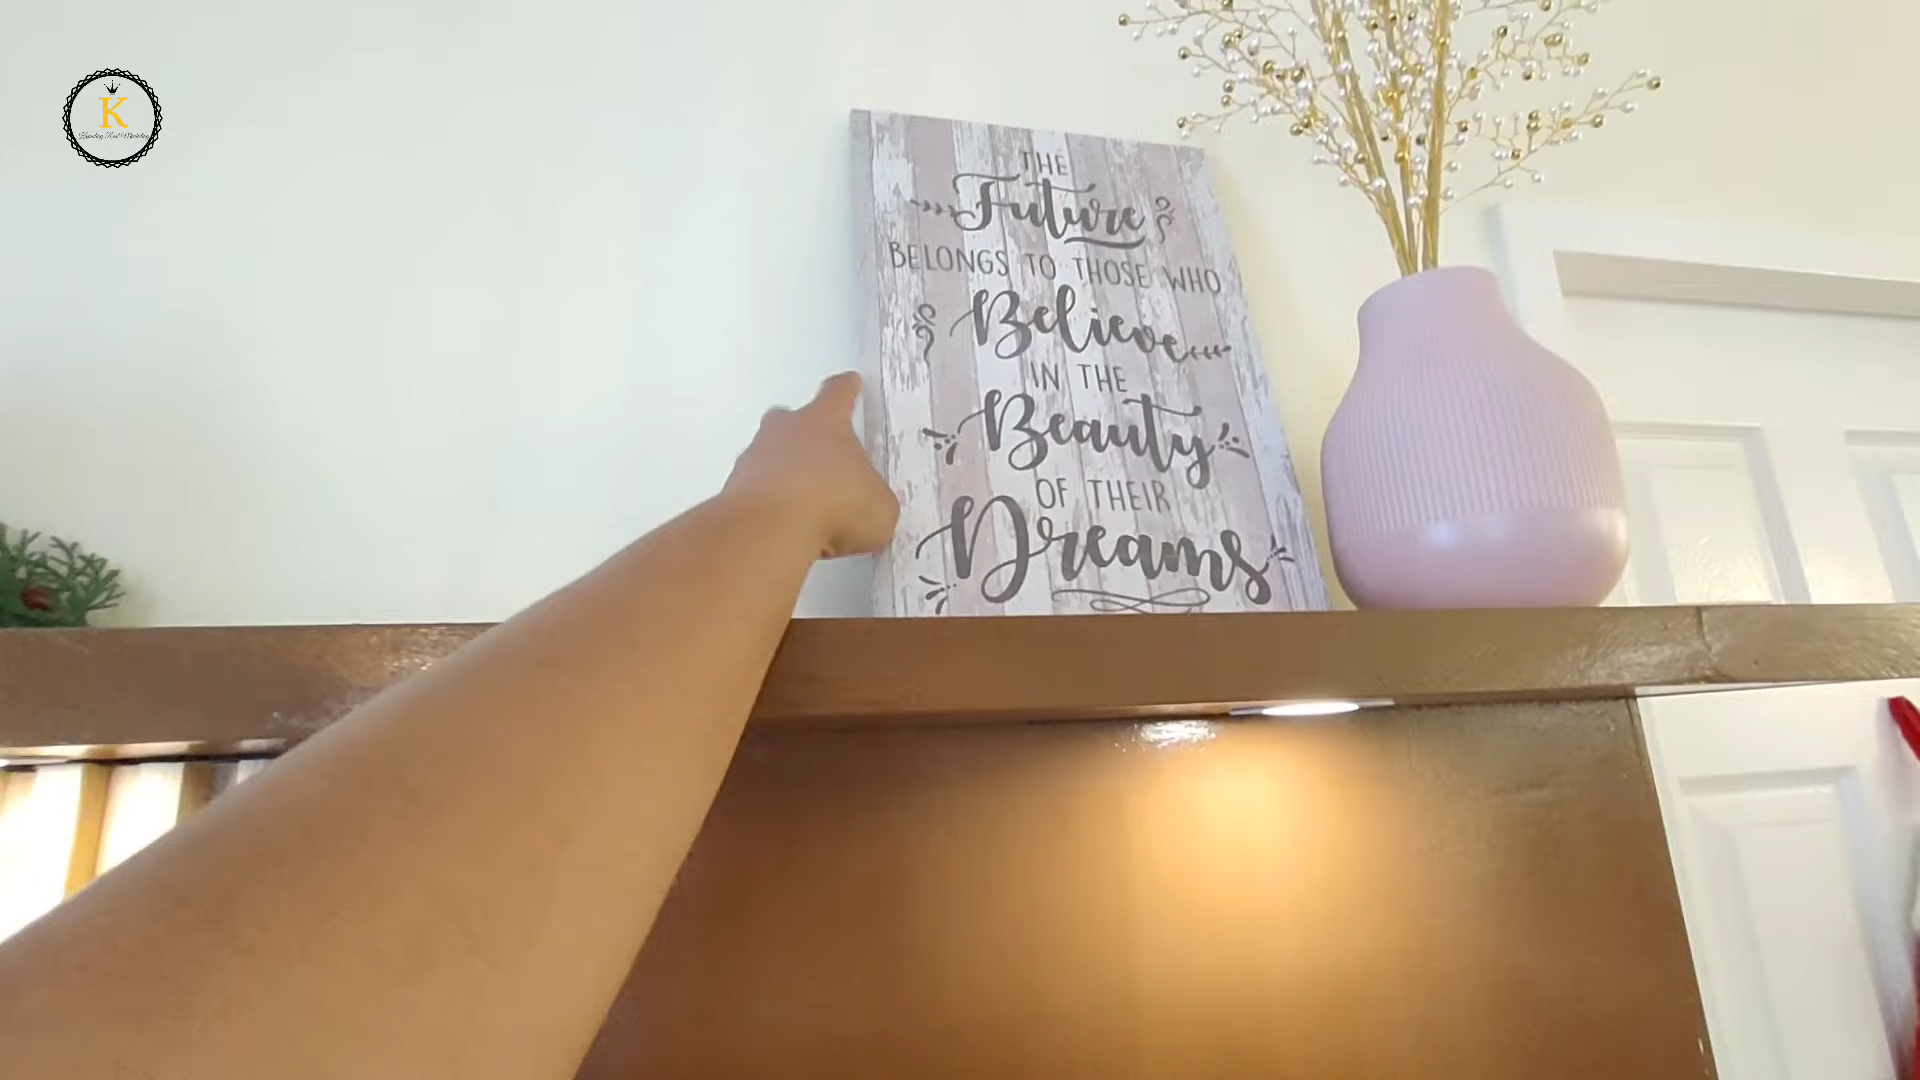 K
THE
Future
BELONGS TO THOSE WHO
Believe
IN THE
Beauty
OF THEIR
Dreams